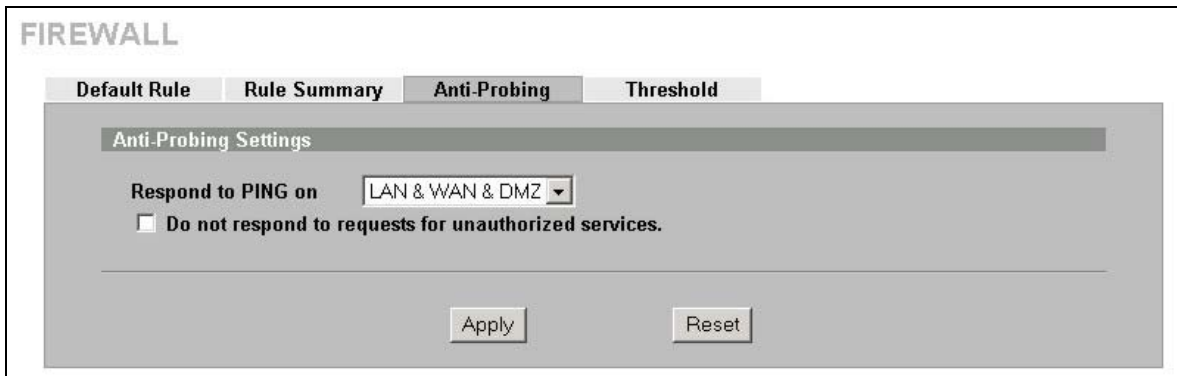 FIREWALL
Default Rule Rule Summary Anti-Probing Threshold
Anti-Probing Settings
Respond to PING on LAN & WAN & DMZ
Do not respond to requests for unauthorized services.
Apply Reset